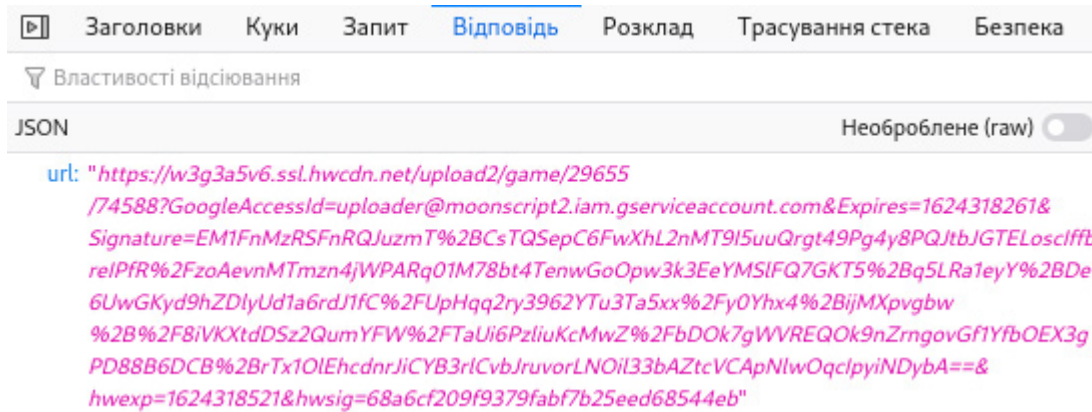 Заголовки Куки Запит Відповідь Розклад Трасування стека Безпека
Властивості відсіювання
JSON Необроблене (raw)
url: "https://w3g3a5v6.ssl.hwcdn.net/upload2/game/29655
/74588?GoogleAccessId=uploader@moonscript2.iam.gserviceaccount.com&Expires=1624318261&
Signature=EM1FnMzRSFnRQJuzmT%2BCsTQSepC6FwXhL2nMT9I5uuQrgt49Pg4y8PQJtbJGTELosclffb
relPfR%2FzoAevnMTmzn4jWPARq01M78bt4TenwGoOpw3k3EeYMSlFQ7GKT5%2Bq5LRa1eyY%2BDe
6UwGKyd9hZDlyUd1a6rdJ1fC%2FUpHqq2ry3962YTu3Ta5xx%2Fy0Yhx4%2BijMXpvgbw
%2B%2F8iVKXtdDSz2QumYFW%2FTaUi6PzliuKcMwZ%2FbDOk7gWVREQOk9nZrngovGf1YfbOEX3g
PD88B6DCB%2BrTx1OlEhcdnrJiCYB3rlCvbJruvorLNOil33bAZtcVCApNlwOqcIpyiNDybA==&
hwexp=1624318521&hwsig=68a6cf209f9379fabf7b25eed68544eb"